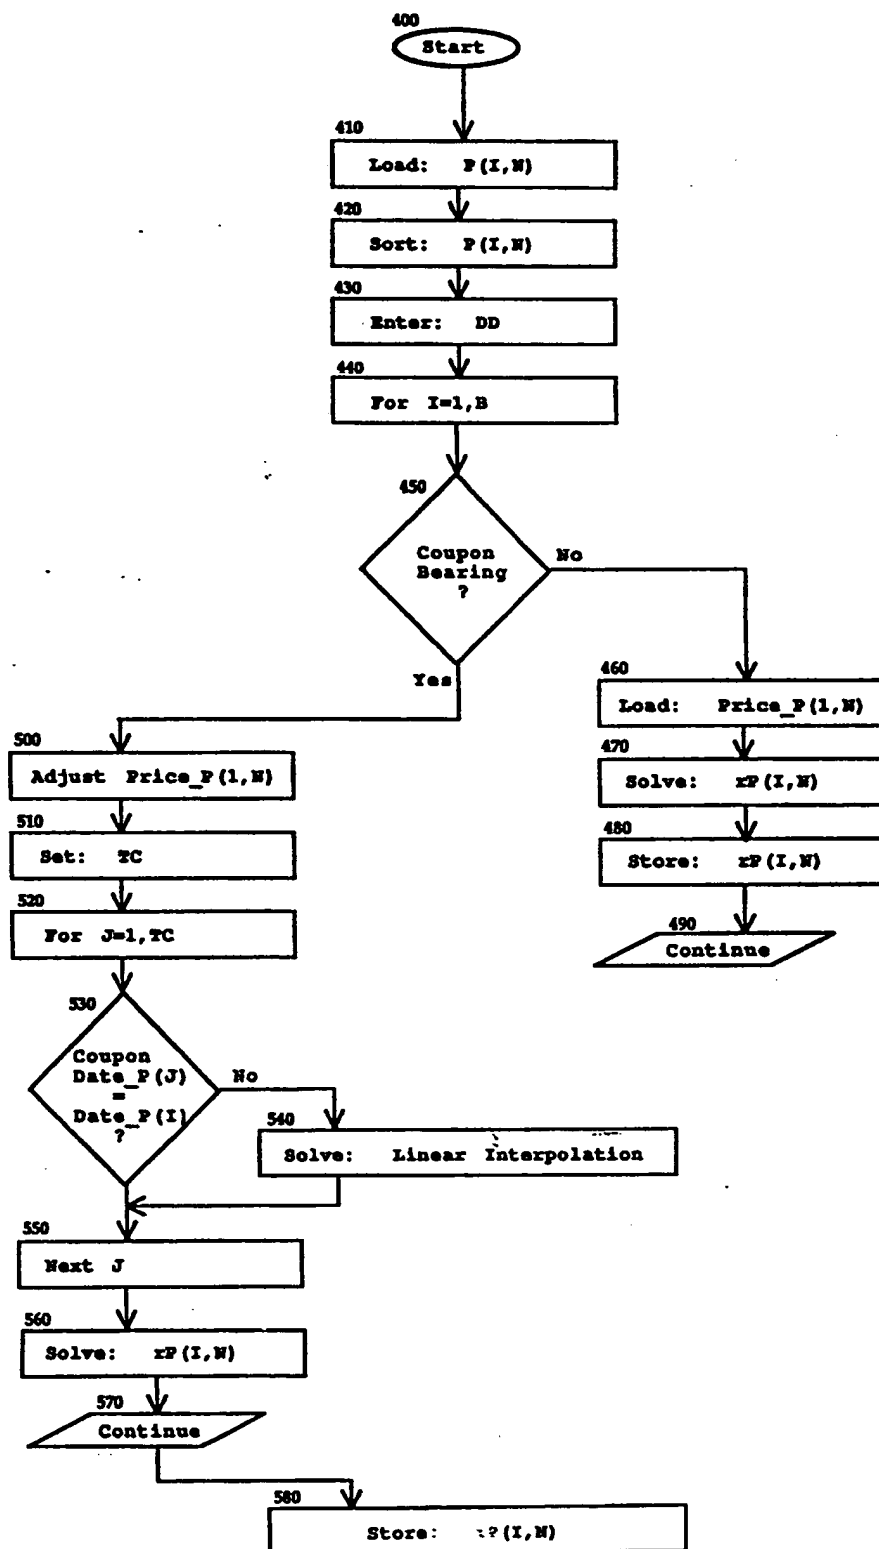 400
Start
410
Load: P(I,N)
420
Sort: P(I,N)
430
Enter: DD
440
For I=1,B
450
Coupon
Bearing
?
No
Yes
460
Load: Price_P(1,N)
470
Solve: rP(I,N)
480
Store: rP(I,N)
490
Continue
500
Adjust Price_P(1,N)
510
Set: TC
520
For J=1,TC
530
Coupon
Date_P(J)
=
Date_P(I)
?
No
540
Solve: Linear Interpolation
550
Next J
560
Solve: rP(I,N)
570
Continue
580
Store: (I,N)